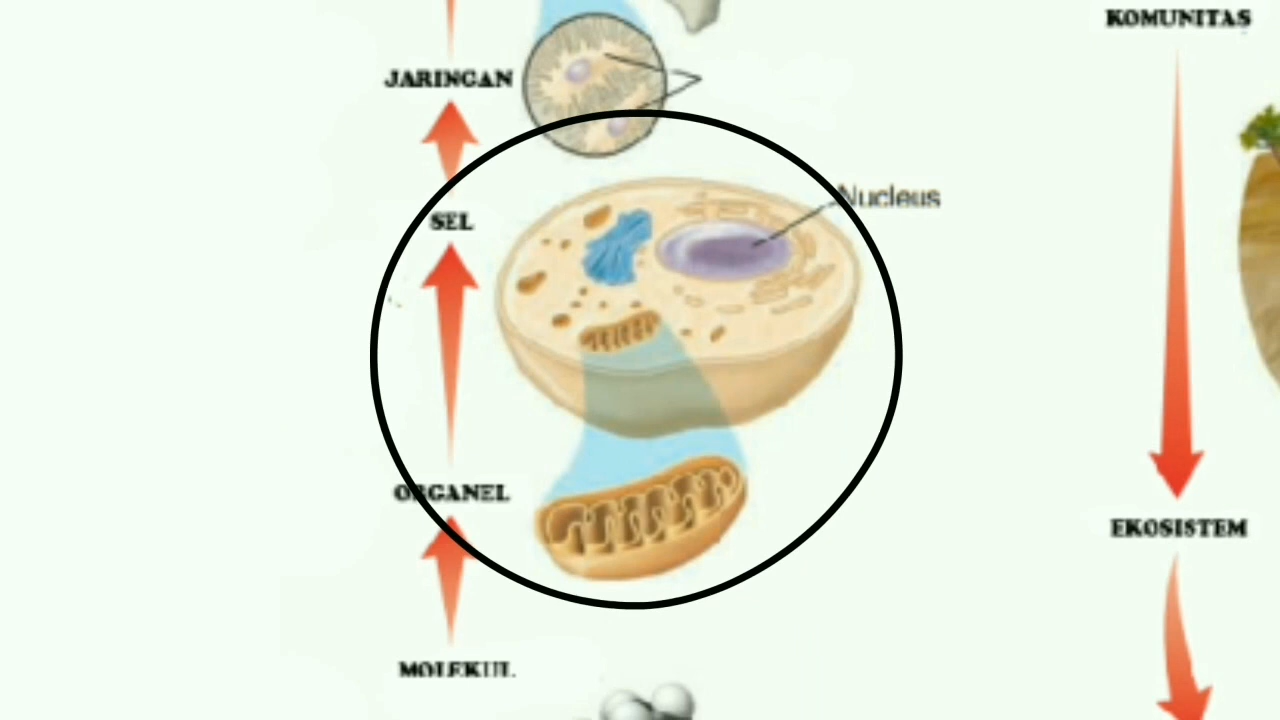 KOMUNITAS
JARINGAN
Nucleus
SEL
ORGANEL
EKOSISTEM
MOLEKUL